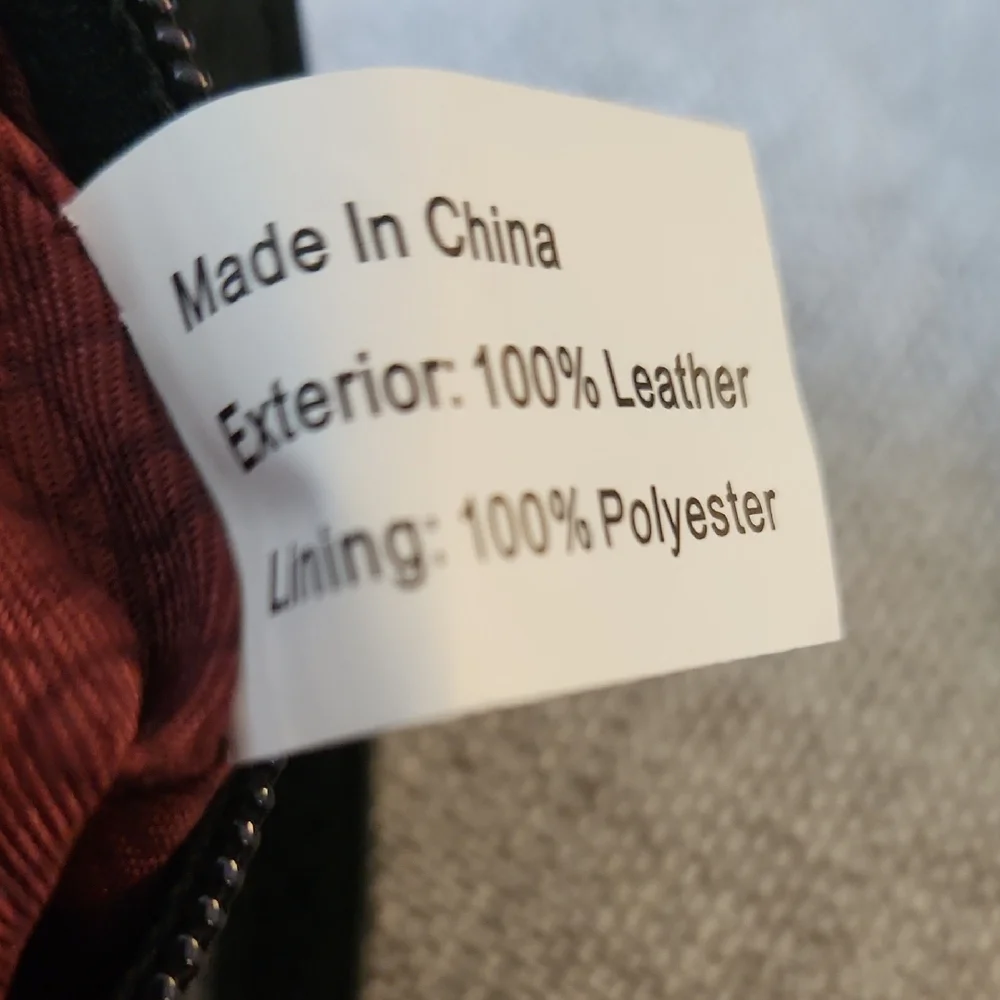 Made In China
Exterior: 100% Leather
Lining: 100% Polyester